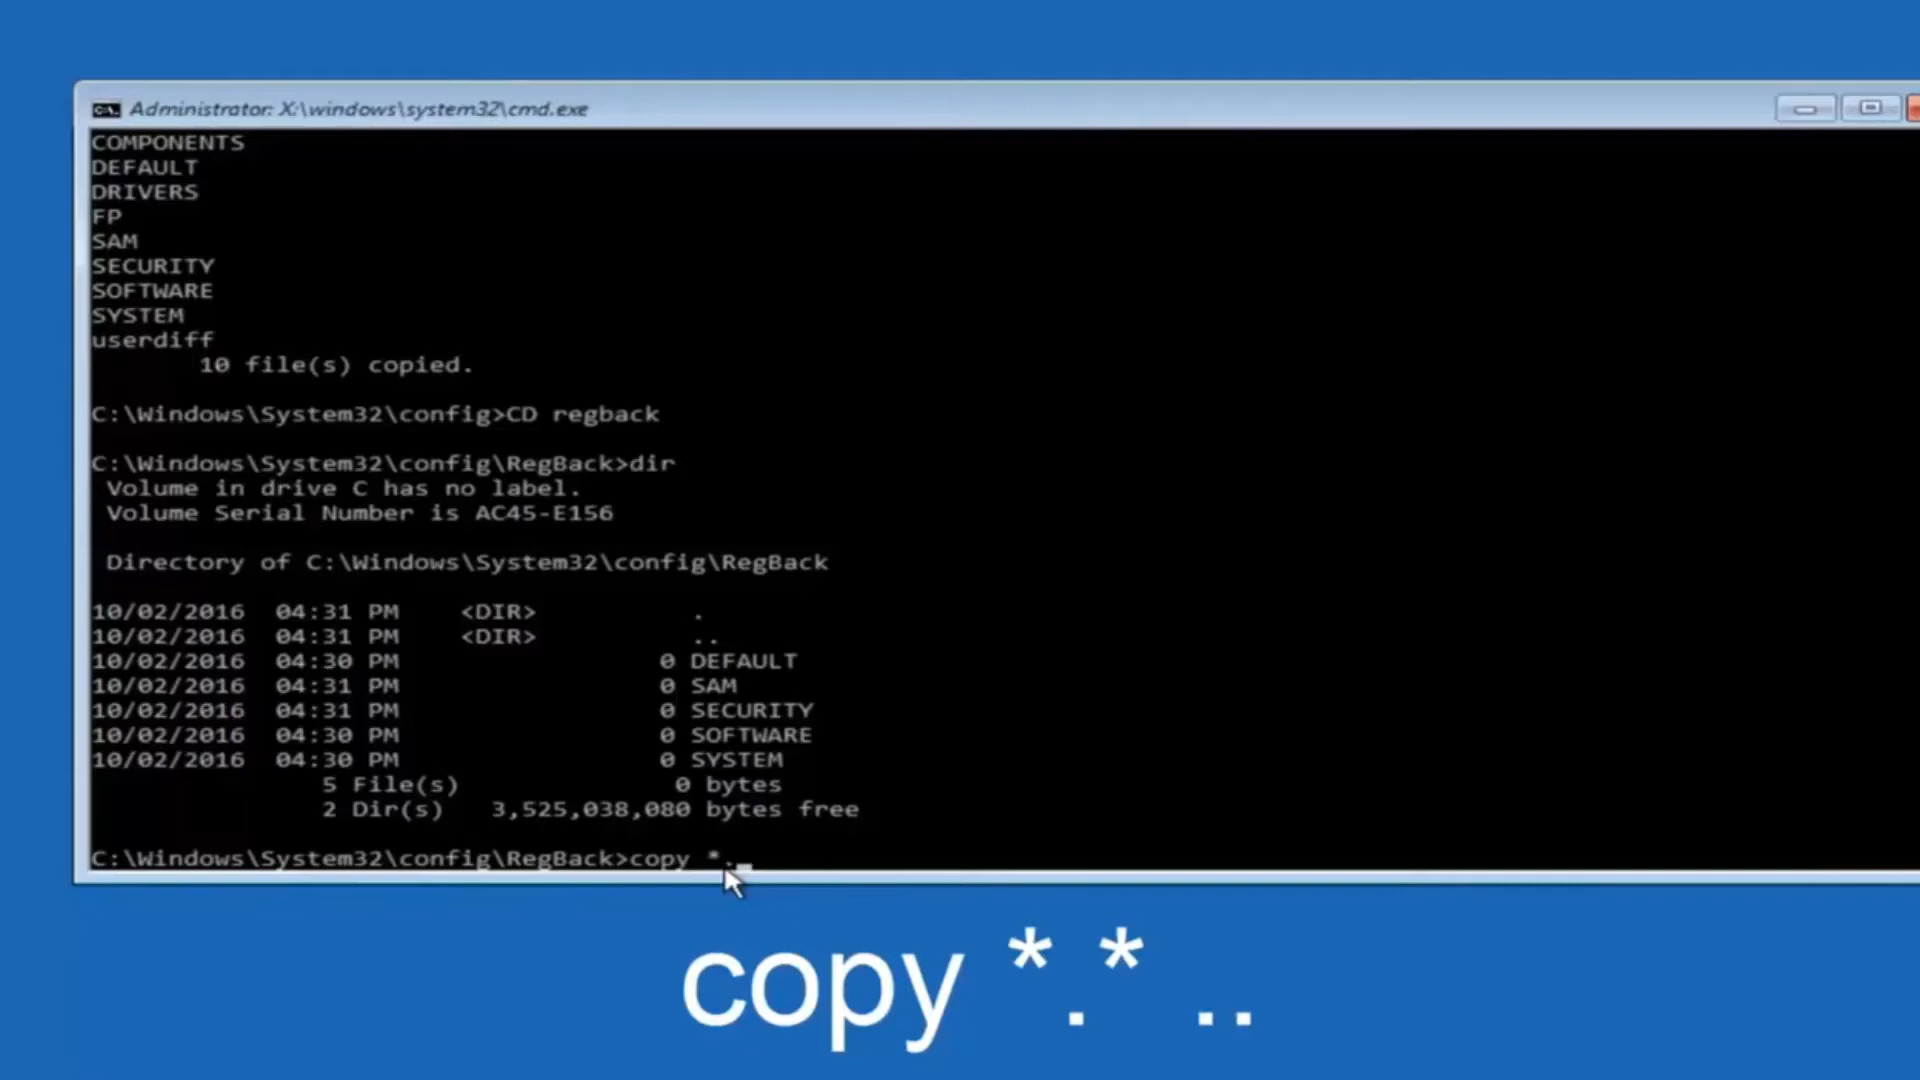 Administrator: X:\windows\system32\cmd.exe
COMPONENTS
DEFAULT
DRIVERS
FP
SAM
SECURITY
SOFTWARE
SYSTEM
userdiff
10 file(s) copied.
C:\Windows\System32\config>CD regback
C:\Windows\System32\config\RegBack>dir
Volume in drive C has no label.
Volume Serial Number is AC45-E156
Directory of C:\Windows\System32\config\RegBack
10/02/2016 04:31 PM <DIR> .
10/02/2016 04:31 PM <DIR> ..
10/02/2016 04:30 PM 0 DEFAULT
10/02/2016 04:31 PM 0 SAM
10/02/2016 04:31 PM 0 SECURITY
10/02/2016 04:30 PM 0 SOFTWARE
10/02/2016 04:30 PM 0 SYSTEM
5 File(s) 0 bytes
2 Dir(s) 3,525,038,080 bytes free
C:\Windows\System32\config\RegBack>copy *._
copy *.* ..